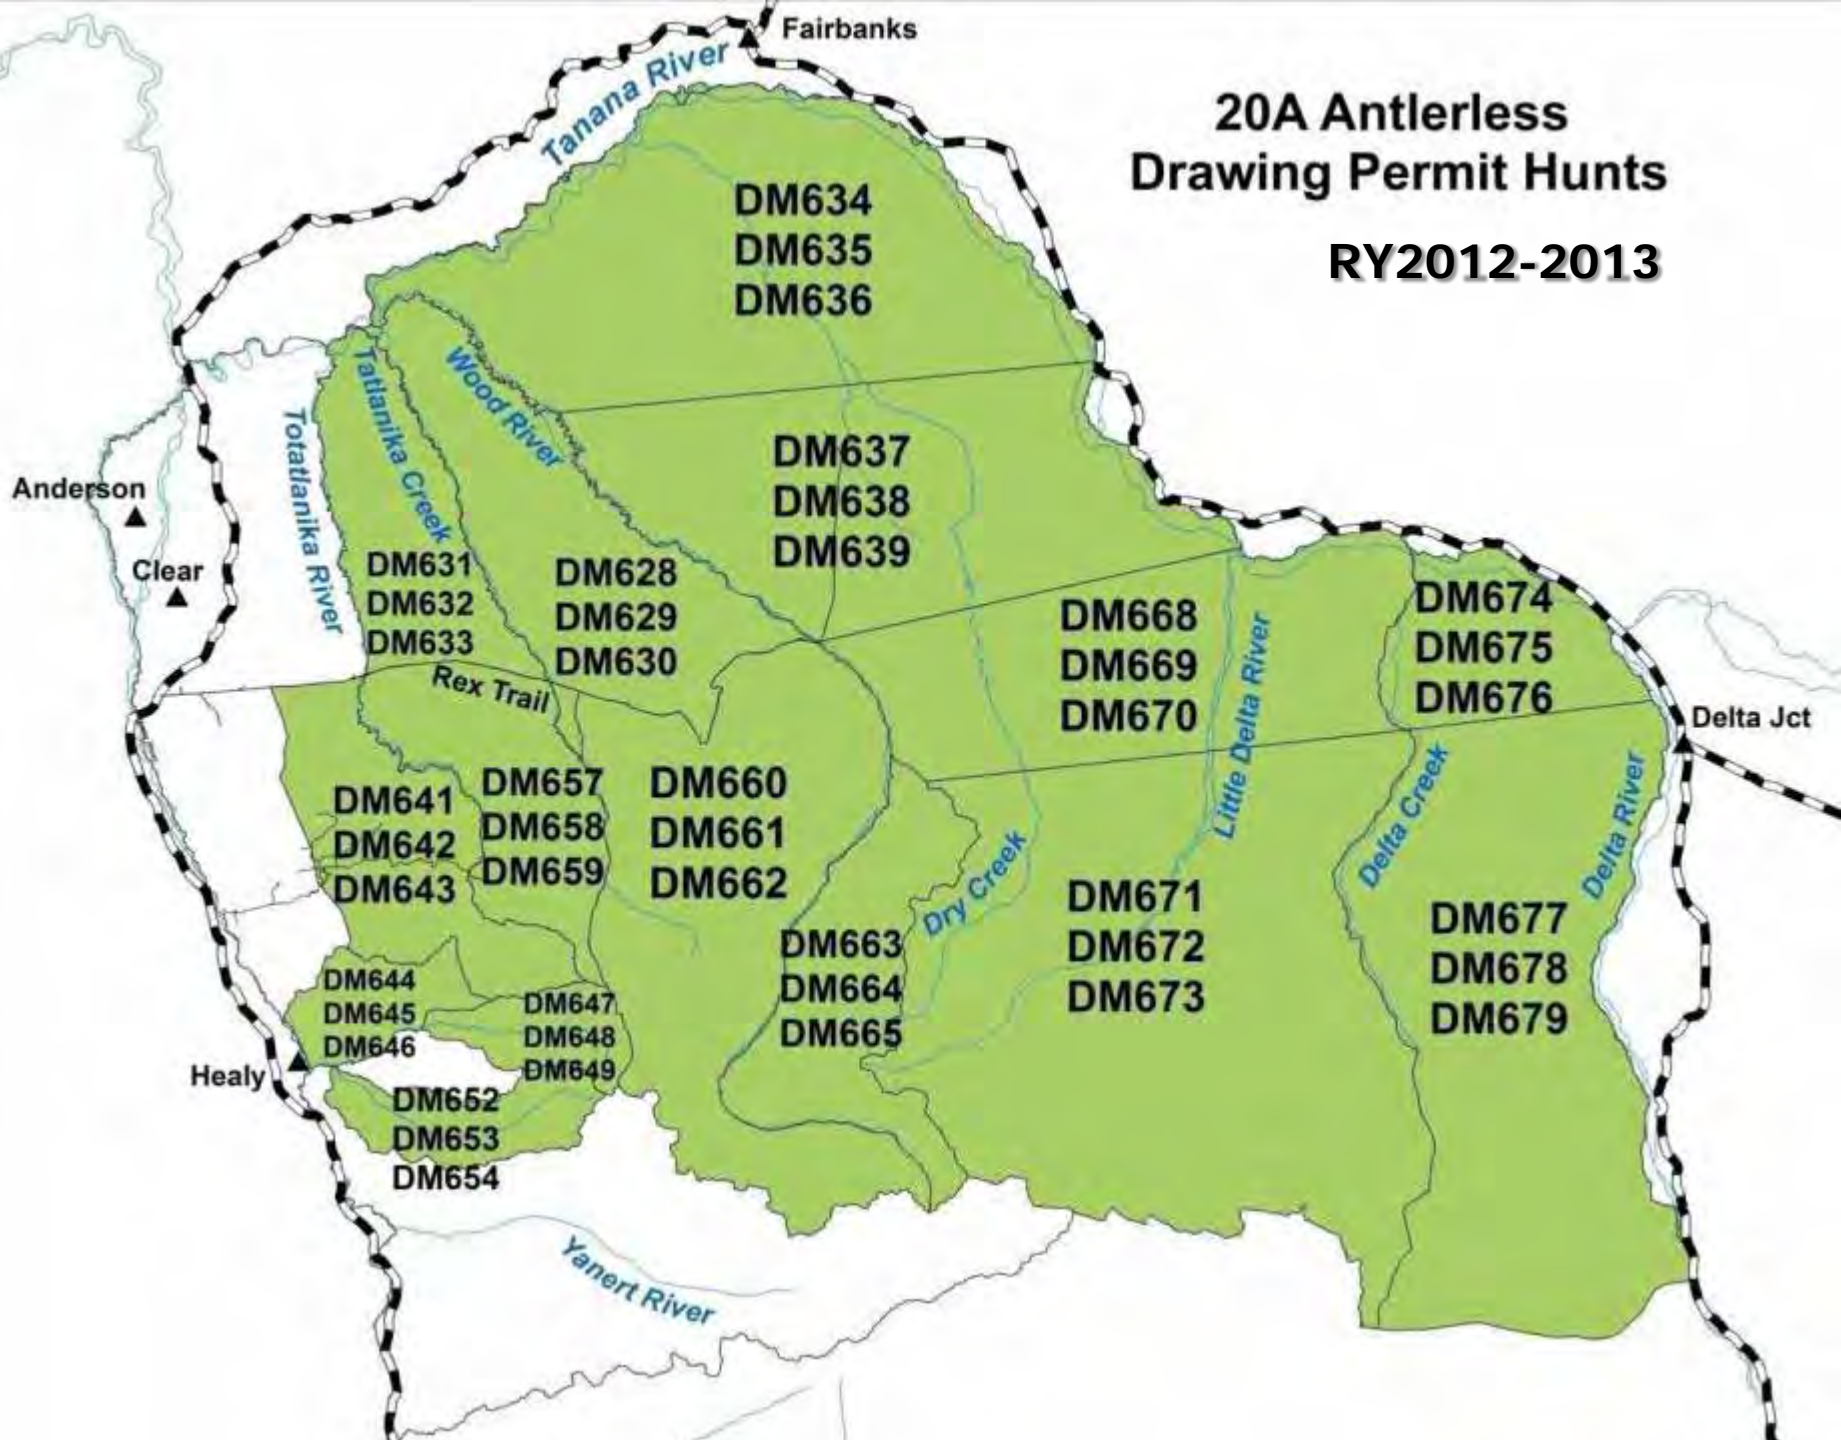 Fairbanks
Tanana River
20A Antlerless
Drawing Permit Hunts
RY2012-2013
DM634
DM635
DM636
Wood River
Tatlanika Creek
Totatlanika River
Anderson
Clear
DM637
DM638
DM639
DM631
DM632
DM633
DM628
DM629
DM630
Rex Trail
DM668
DM669
DM670
Little Delta River
DM674
DM675
DM676
Delta Jct
DM641
DM642
DM643
DM657
DM658
DM659
DM660
DM661
DM662
Dry Creek
Delta Creek
Delta River
DM663
DM664
DM665
DM671
DM672
DM673
DM677
DM678
DM679
DM644
DM645
DM646
DM647
DM648
DM649
Healy
DM652
DM653
DM654
Yanert River